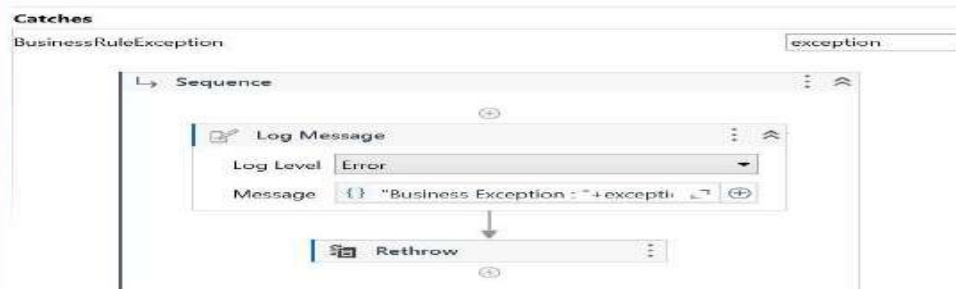 Catches
BusinessRuleException exception
Sequence
Log Message
Log Level Error
Message {} "Business Exception : "+excepti
Rethrow